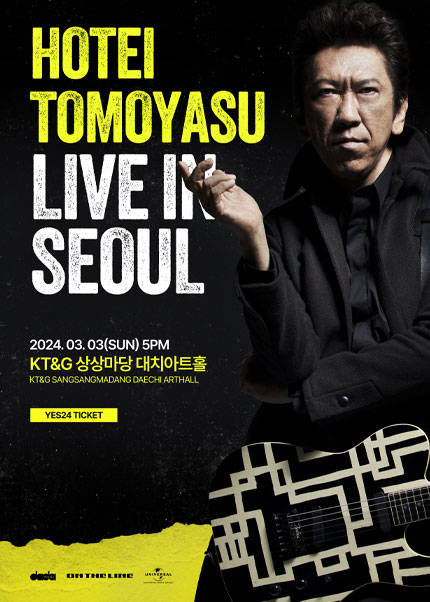 HOTEI
TOMOYASU
LIVE IN
SEOUL
2024. 03. 03(SUN) 5PM
KT&G 상상마당 대치아트홀
KT&G SANGSANGMADANG DAECHI ARTHALL
YES24 TICKET
ON THE LINE
UNIVERSAL